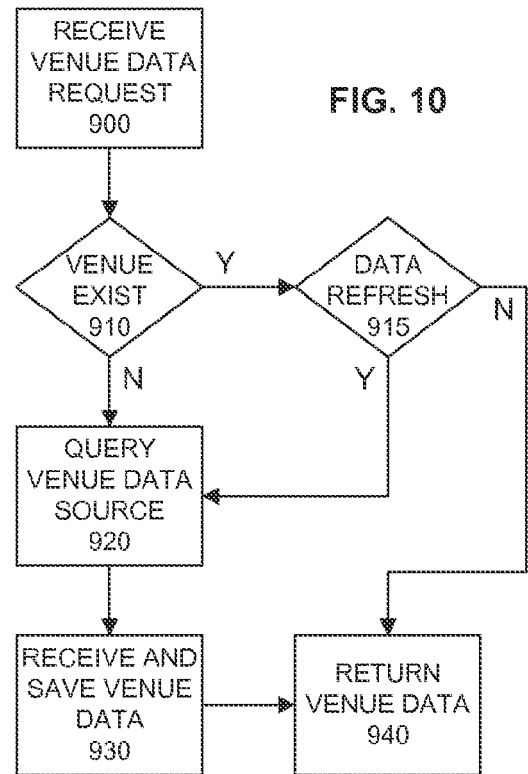 RECEIVE
VENUE DATA
REQUEST
900
FIG. 10
VENUE
EXIST
910
Y
DATA
REFRESH
915
N
N
Y
QUERY
VENUE DATA
SOURCE
920
RECEIVE AND
SAVE VENUE
DATA
930
RETURN
VENUE DATA
940